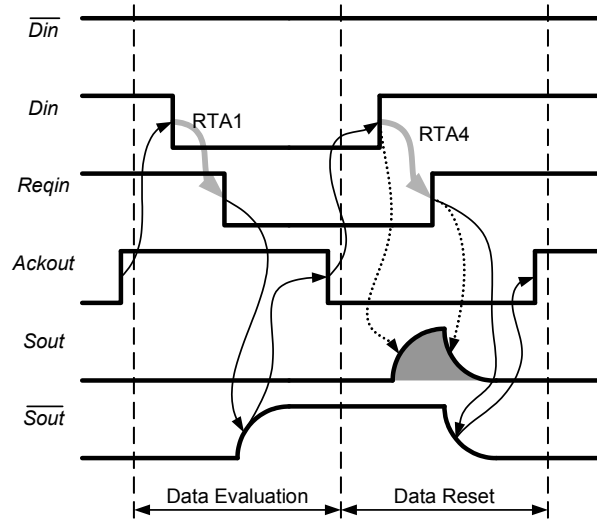 Din
Din
RTA1
RTA4
Reqin
Ackout
Sout
Sout
Data Evaluation
Data Reset